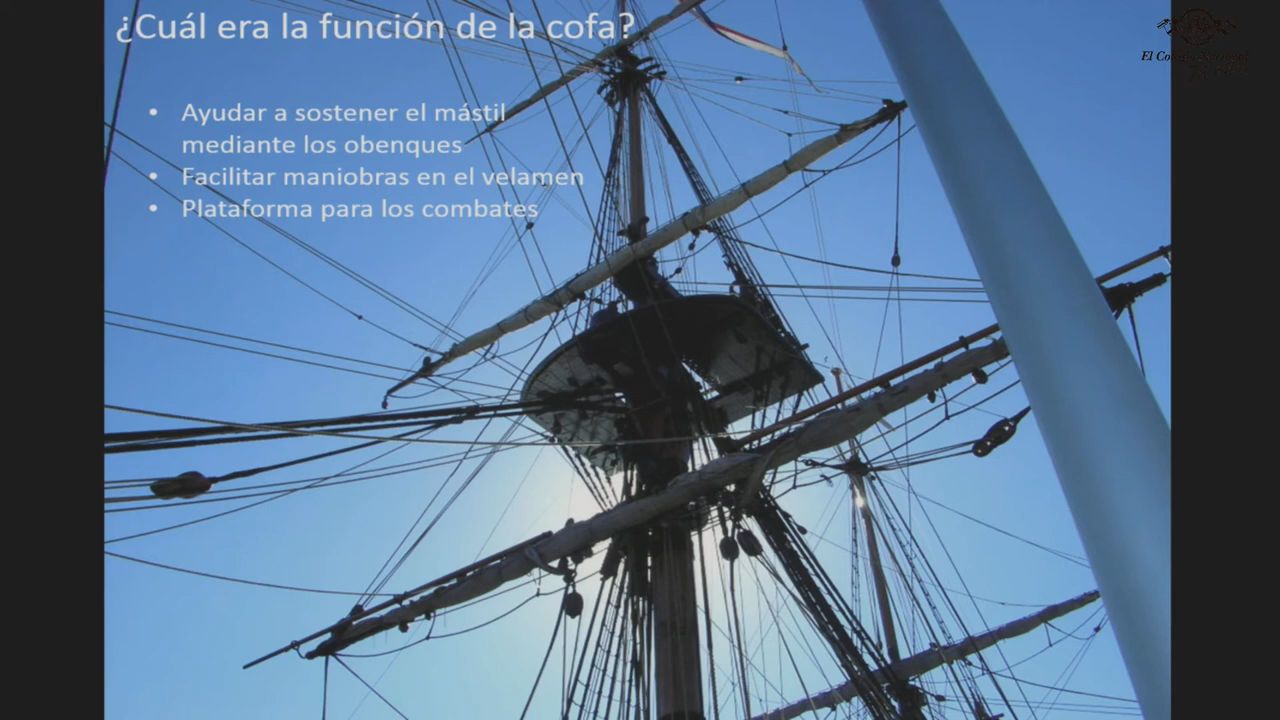 ¿Cuál era la función de la cofa?
• Ayudar a sostener el mástil
mediante los obenques
• Facilitar maniobras en el velamen
• Plataforma para los combates
El